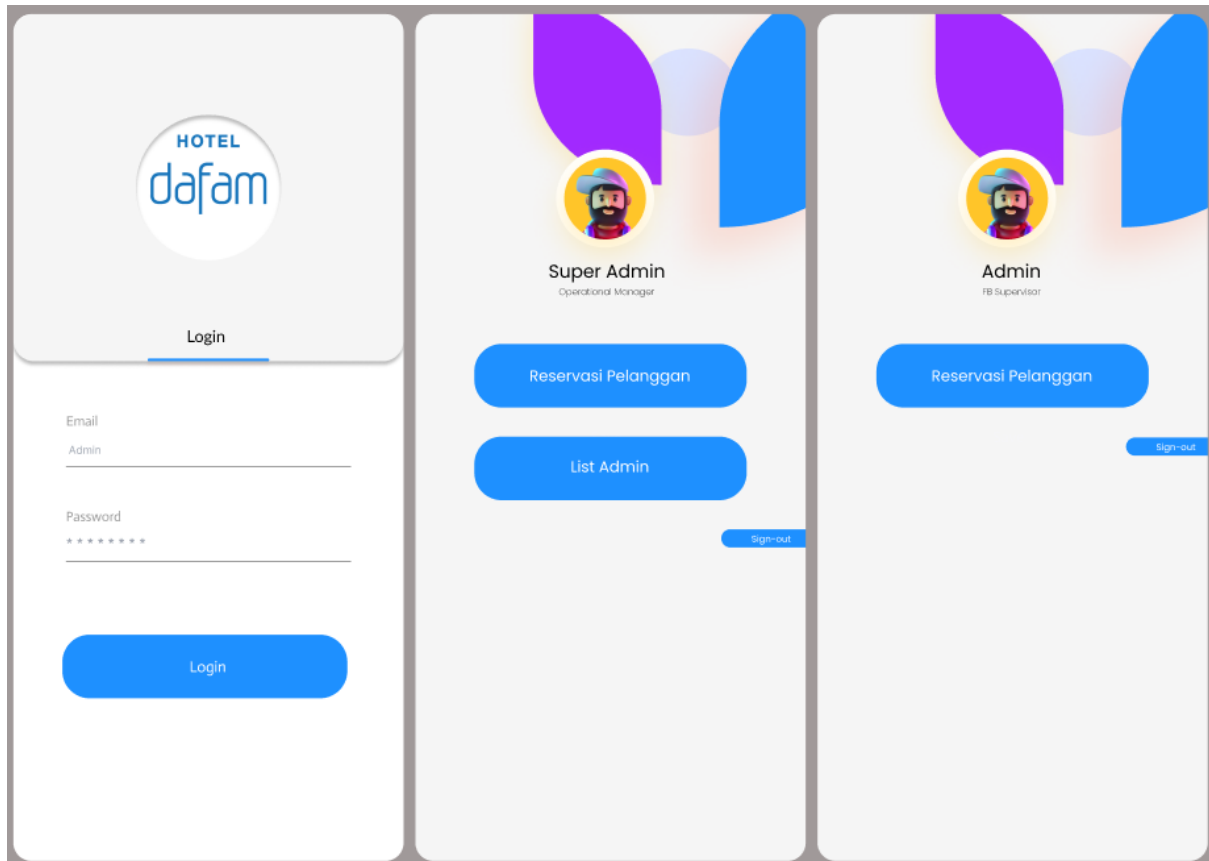 HOTEL
dafam
Login
Email
Admin
Password
* * * * * * * *
Login
Super Admin
Operational Manager
Reservasi Pelanggan
List Admin
Sign-out
Admin
FB Supervisor
Reservasi Pelanggan
Sign-out